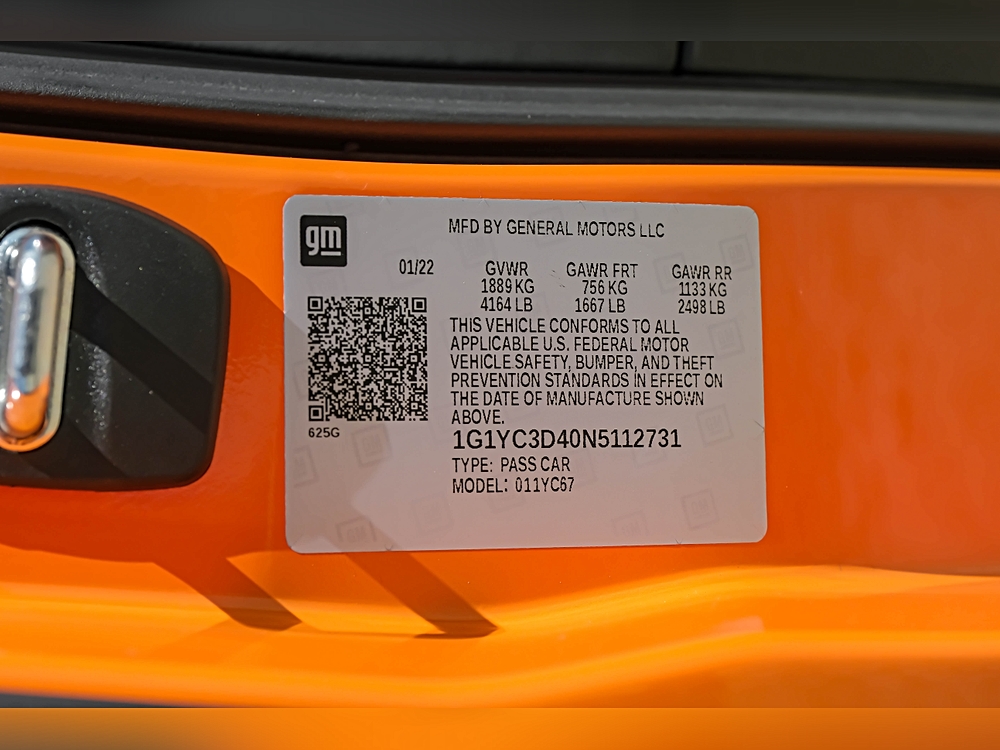 gm
MFD BY GENERAL MOTORS LLC
01/22 GVWR GAWR FRT GAWR RR
1889 KG 756 KG 1133 KG
4164 LB 1667 LB 2498 LB
THIS VEHICLE CONFORMS TO ALL
APPLICABLE U.S. FEDERAL MOTOR
VEHICLE SAFETY, BUMPER, AND THEFT
PREVENTION STANDARDS IN EFFECT ON
THE DATE OF MANUFACTURE SHOWN
ABOVE.
625G
1G1YC3D40N5112731
TYPE: PASS CAR
MODEL: 011YC67